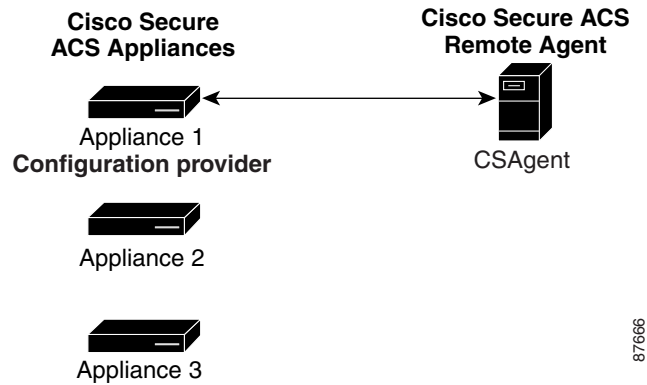 Cisco Secure
ACS Appliances
Cisco Secure ACS
Remote Agent
Appliance 1
Configuration provider
CSAgent
Appliance 2
Appliance 3
87666